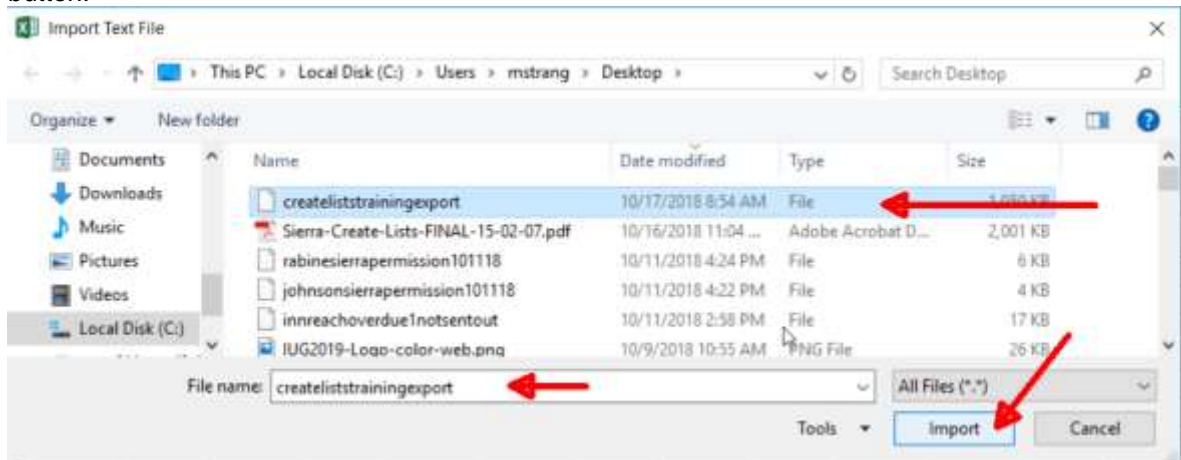 button.
Import Text File
This PC › Local Disk (C:) › Users › mstrang › Desktop ›
Search Desktop
Organize
New folder
Documents
Name
Date modified
Type
Size
Downloads
createliststrainingexport
10/17/2018 8:54 AM
File
Music
Sierra-Create-Lists-FINAL-15-02-07.pdf
10/16/2018 11:04 ...
Adobe Acrobat D...
2,001 KB
Pictures
rabinesierrapermission101118
10/11/2018 4:24 PM
File
6 KB
Videos
johnsonsierrapermission101118
10/11/2018 4:22 PM
File
4 KB
Local Disk (C:)
innreachoverdue1notsentout
10/11/2018 2:58 PM
File
17 KB
IUG2019-Logo-color-web.png
10/9/2018 10:55 AM
PNG File
26 KB
File name:
createliststrainingexport
All Files (*.*)
Tools
Import
Cancel